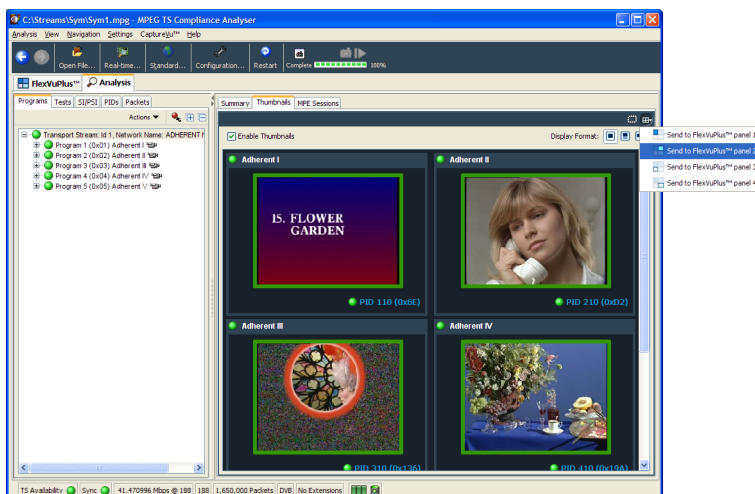 C:\Streams\Sym\Sym1.mpg - MPEG TS Compliance Analyser
Analysis View Navigation Settings CaptureVu™ Help
Open File... Real-time... Standard... Configuration... Restart Complete 100%
FlexVuPlus™ Analysis
Programs Tests SI/PSI PIDs Packets
Summary Thumbnails MPE Sessions
Actions
Transport Stream: Id 1, Network Name: ADHERENT
Program 1 (0x01) Adherent I
Program 2 (0x02) Adherent II
Program 3 (0x03) Adherent III
Program 4 (0x04) Adherent IV
Program 5 (0x05) Adherent V
Enable Thumbnails
Display Format:
Send to FlexVuPlus™ panel 1
Send to FlexVuPlus™ panel 2
Send to FlexVuPlus™ panel 3
Send to FlexVuPlus™ panel 4
Adherent I
Adherent II
15. FLOWER
GARDEN
PID 110 (0x6E)
PID 210 (0xD2)
Adherent III
Adherent IV
PID 310 (0x136)
PID 410 (0x19A)
TS Availability Sync 41.470996 Mbps @ 188 188 1,650,000 Packets DVB No Extensions